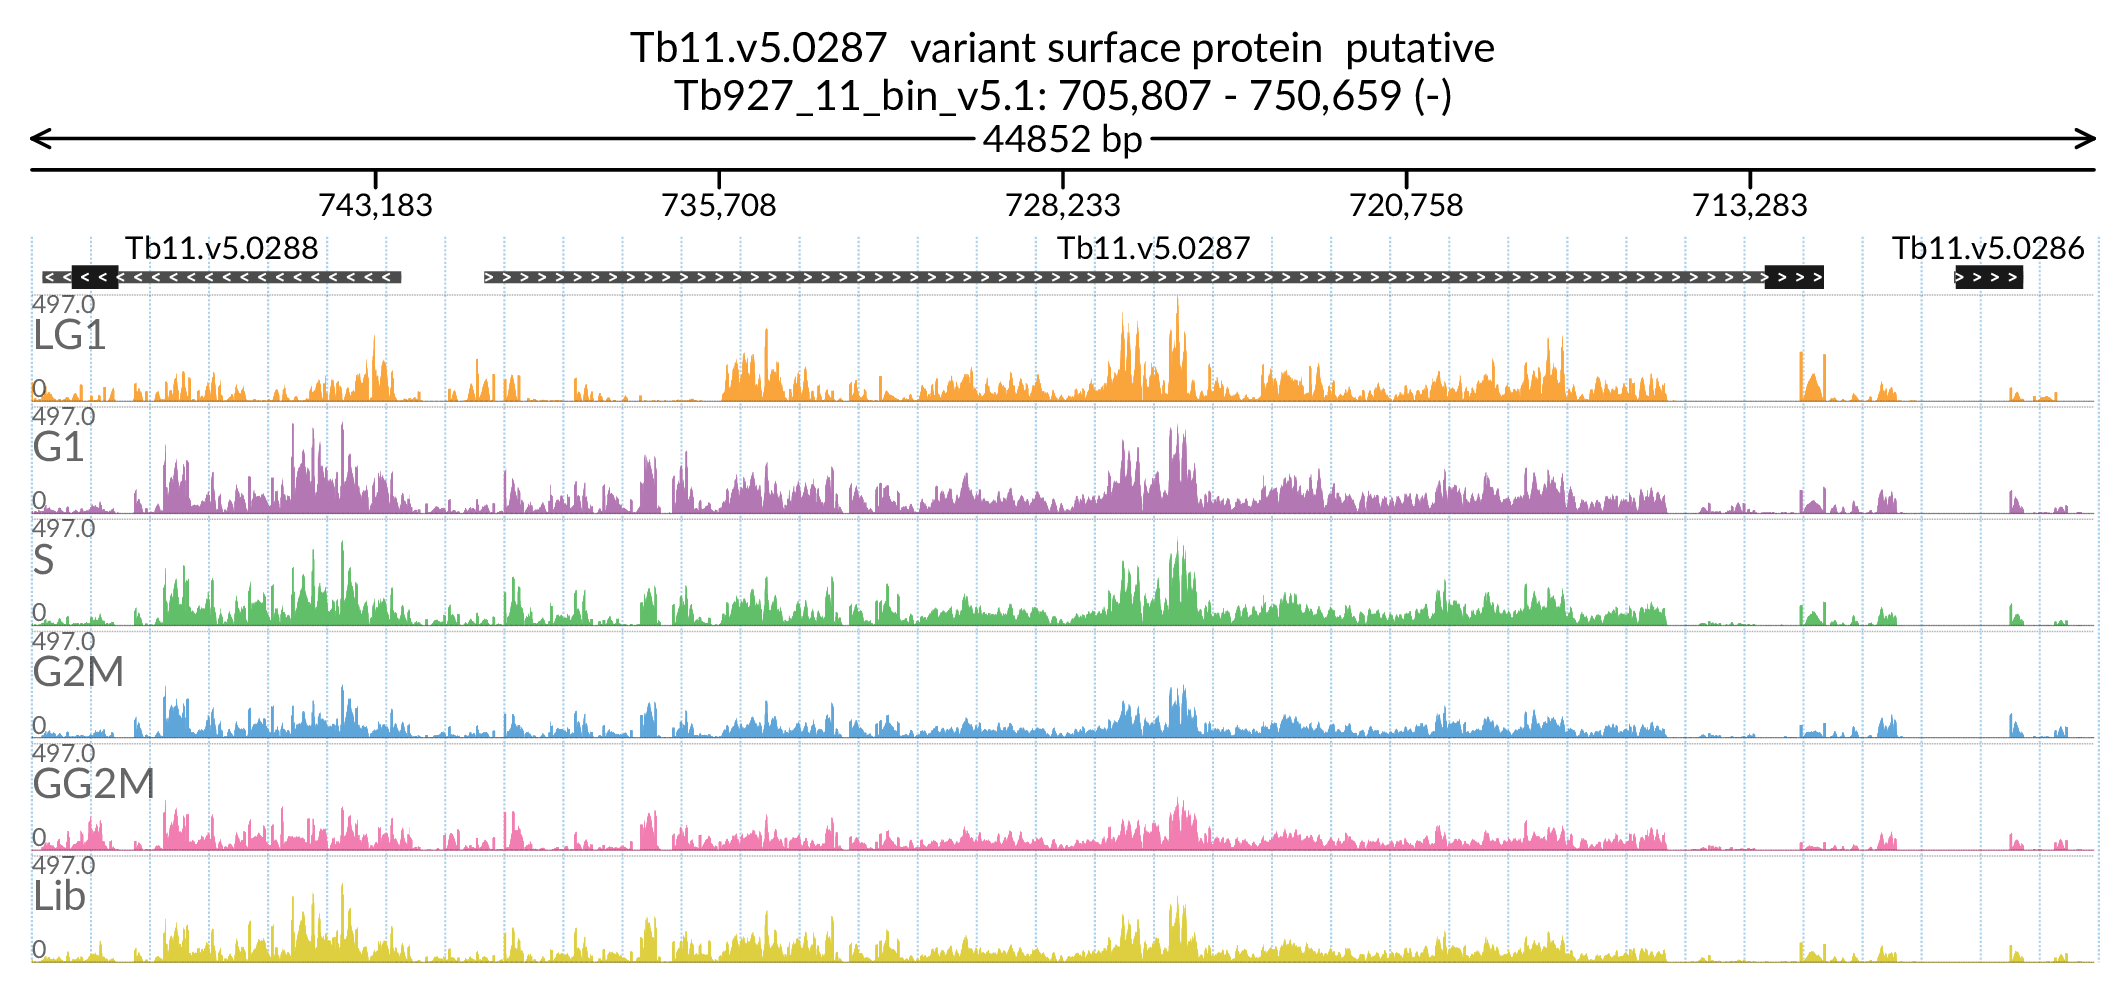 Tb11.v5.0287  variant surface protein  putative
Tb927_11_bin_v5.1: 705,807 - 750,659 (-)
44852 bp
743,183 735,708 728,233 720,758 713,283
Tb11.v5.0288 Tb11.v5.0287 Tb11.v5.0286
497.0
LG1
0
497.0
G1
0
497.0
S
0
497.0
G2M
0
497.0
GG2M
0
497.0
Lib
0